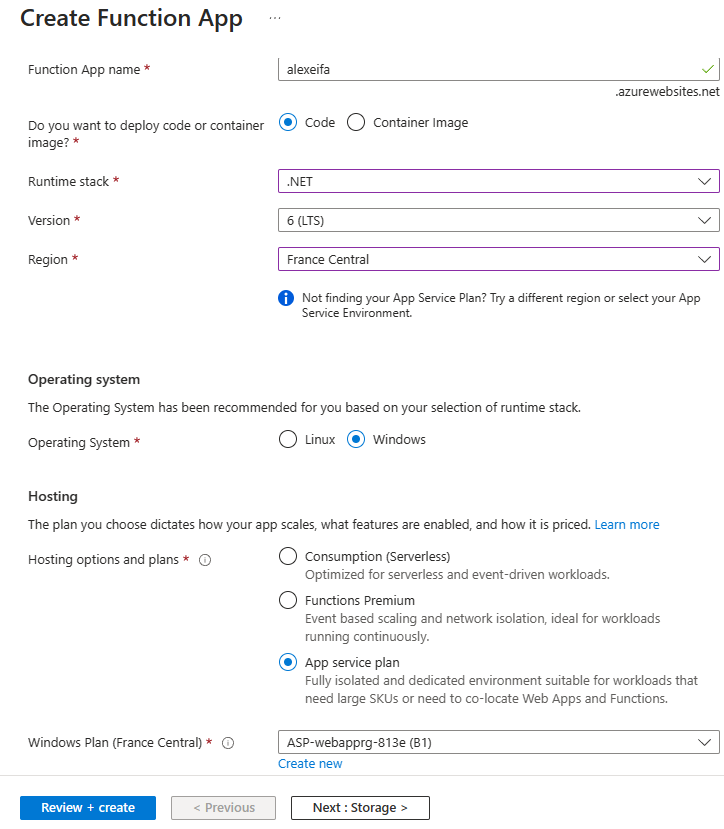 Create Function App ...
Function App name *
alexeifa
.azurewebsites.net
Do you want to deploy code or container
image? *
Code
Container Image
Runtime stack *
.NET
Version *
6 (LTS)
Region *
France Central
Not finding your App Service Plan? Try a different region or select your App
Service Environment.
Operating system
The Operating System has been recommended for you based on your selection of runtime stack.
Operating System *
Linux
Windows
Hosting
The plan you choose dictates how your app scales, what features are enabled, and how it is priced. Learn more
Hosting options and plans *
Consumption (Serverless)
Optimized for serverless and event-driven workloads.
Functions Premium
Event based scaling and network isolation, ideal for workloads
running continuously.
App service plan
Fully isolated and dedicated environment suitable for workloads that
need large SKUs or need to co-locate Web Apps and Functions.
Windows Plan (France Central) *
ASP-webapprg-813e (B1)
Create new
Review + create
< Previous
Next : Storage >